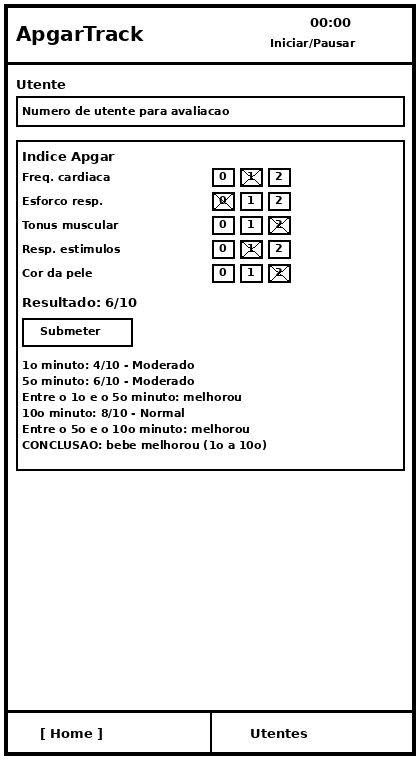 ApgarTrack
00:00
Iniciar/Pausar
Utente
Numero de utente para avaliacao
Indice Apgar
Freq. cardiaca 0 1 2
Esforco resp. 0 1 2
Tonus muscular 0 1 2
Resp. estimulos 0 1 2
Cor da pele 0 1 2
Resultado: 6/10
Submeter
1o minuto: 4/10 - Moderado
5o minuto: 6/10 - Moderado
Entre o 1o e o 5o minuto: melhorou
10o minuto: 8/10 - Normal
Entre o 5o e o 10o minuto: melhorou
CONCLUSAO: bebe melhorou (1o a 10o)
[ Home ] Utentes